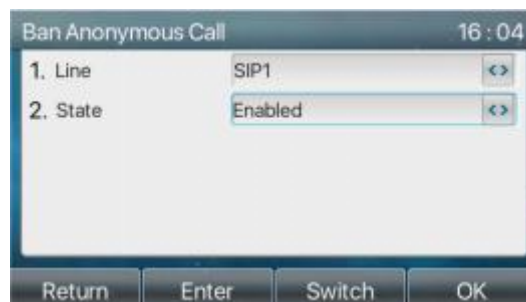 Ban Anonymous Call 16:04
1. Line SIP1 <>
2. State Enabled <>
Return Enter Switch OK